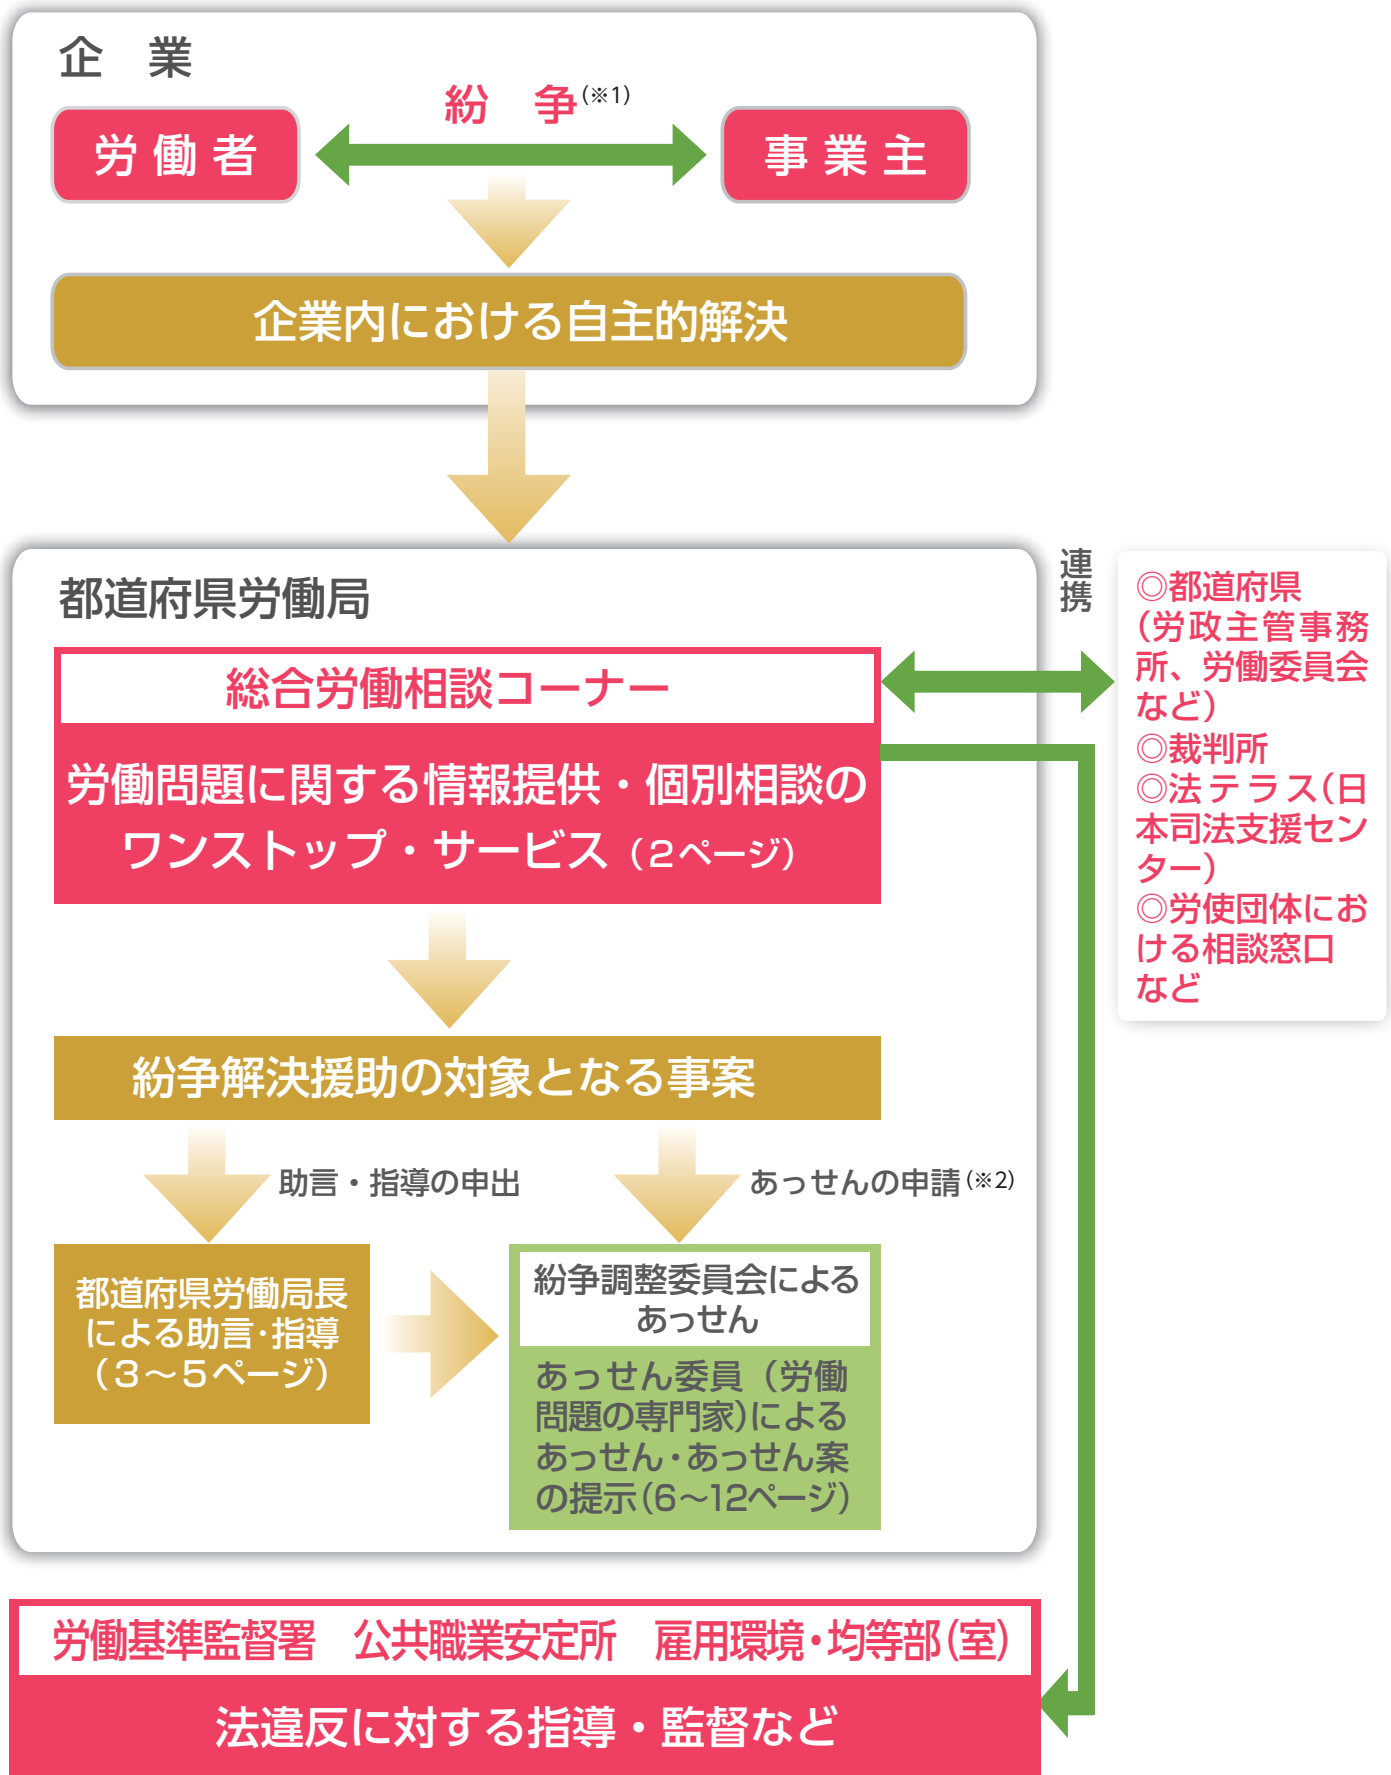 企　業
紛　争(※1)
労働者
事業主
企業内における自主的解決
都道府県労働局
連携
総合労働相談コーナー
労働問題に関する情報提供・個別相談の
ワンストップ・サービス（２ページ）
◎都道府県
(労政主管事務
所、労働委員会
など)
◎裁判所
◎法テラス(日
本司法支援セン
ター)
◎労使団体にお
ける相談窓口
など
紛争解決援助の対象となる事案
助言・指導の申出
あっせんの申請(※2)
都道府県労働局長
による助言・指導
（３～５ページ）
紛争調整委員会による
あっせん
あっせん委員（労働
問題の専門家)による
あっせん・あっせん案
の提示(6～12ページ)
労働基準監督署　公共職業安定所　雇用環境・均等部(室)
法違反に対する指導・監督など